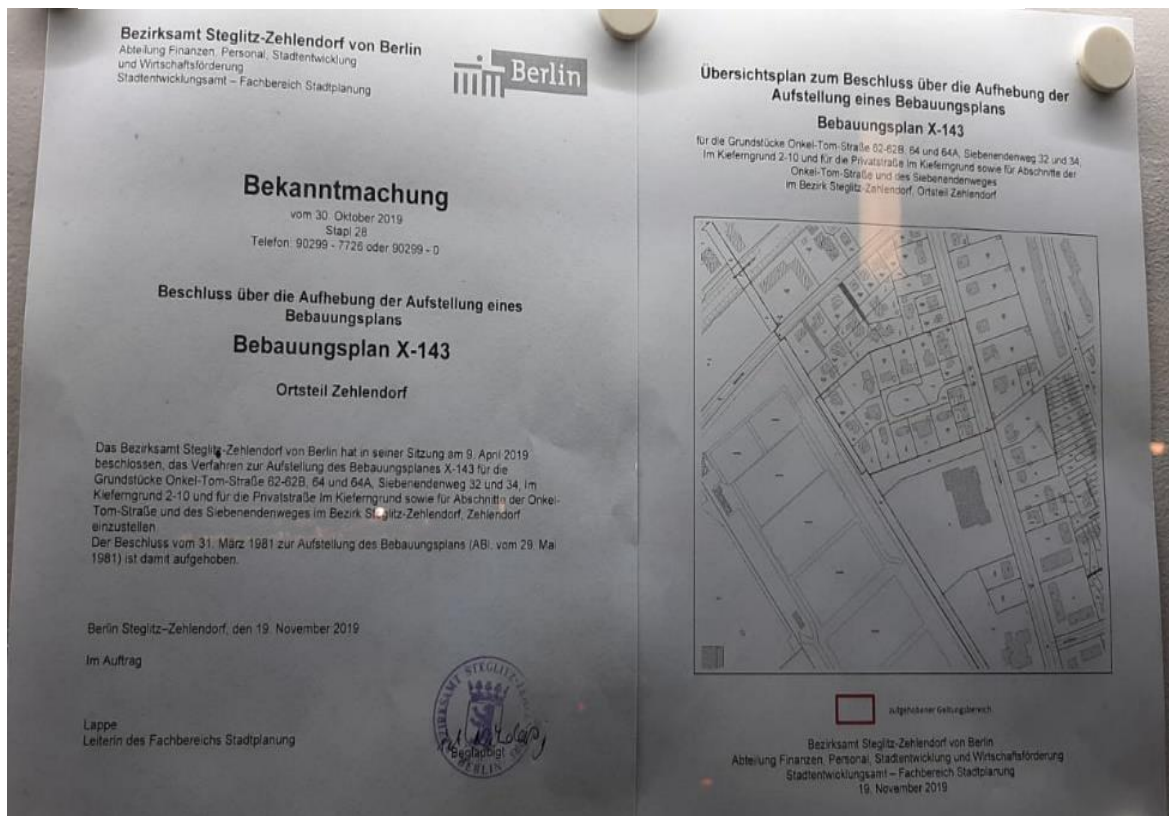 Bezirksamt Steglitz-Zehlendorf von Berlin
Abteilung Finanzen, Personal, Stadtentwicklung
und Wirtschaftsförderung
Stadtentwicklungsamt – Fachbereich Stadtplanung
Berlin
Bekanntmachung
vom 30. Oktober 2019
Stapl 28
Telefon: 90299 - 7726 oder 90299 - 0
Beschluss über die Aufhebung der Aufstellung eines
Bebauungsplans
Bebauungsplan X-143
Ortsteil Zehlendorf
Das Bezirksamt Steglitz-Zehlendorf von Berlin hat in seiner Sitzung am 9. April 2019
beschlossen, das Verfahren zur Aufstellung des Bebauungsplanes X-143 für die
Grundstücke Onkel-Tom-Straße 62-62B, 64 und 64A, Siebenendenweg 32 und 34, Im
Kieferngrund 2-10 und für die Privatstraße Im Kieferngrund sowie für Abschnitte der Onkel-
Tom-Straße und des Siebenendenweges im Bezirk Steglitz-Zehlendorf, Zehlendorf
einzustellen.
Der Beschluss vom 31. März 1981 zur Aufstellung des Bebauungsplans (ABl. vom 29. Mai
1981) ist damit aufgehoben.
Berlin Steglitz–Zehlendorf, den 19. November 2019
Im Auftrag
Lappe
Leiterin des Fachbereichs Stadtplanung
BEZIRKSAMT STEGLITZ
Beglaubigt
BERLIN
Übersichtsplan zum Beschluss über die Aufhebung der
Aufstellung eines Bebauungsplans
Bebauungsplan X-143
für die Grundstücke Onkel-Tom-Straße 62-62B, 64 und 64A, Siebenendenweg 32 und 34,
Im Kieferngrund 2-10 und für die Privatstraße Im Kieferngrund sowie für Abschnitte der
Onkel-Tom-Straße und des Siebenendenweges
im Bezirk Steglitz-Zehlendorf, Ortsteil Zehlendorf
aufgehobener Geltungsbereich
Bezirksamt Steglitz-Zehlendorf von Berlin
Abteilung Finanzen, Personal, Stadtentwicklung und Wirtschaftsförderung
Stadtentwicklungsamt – Fachbereich Stadtplanung
19. November 2019